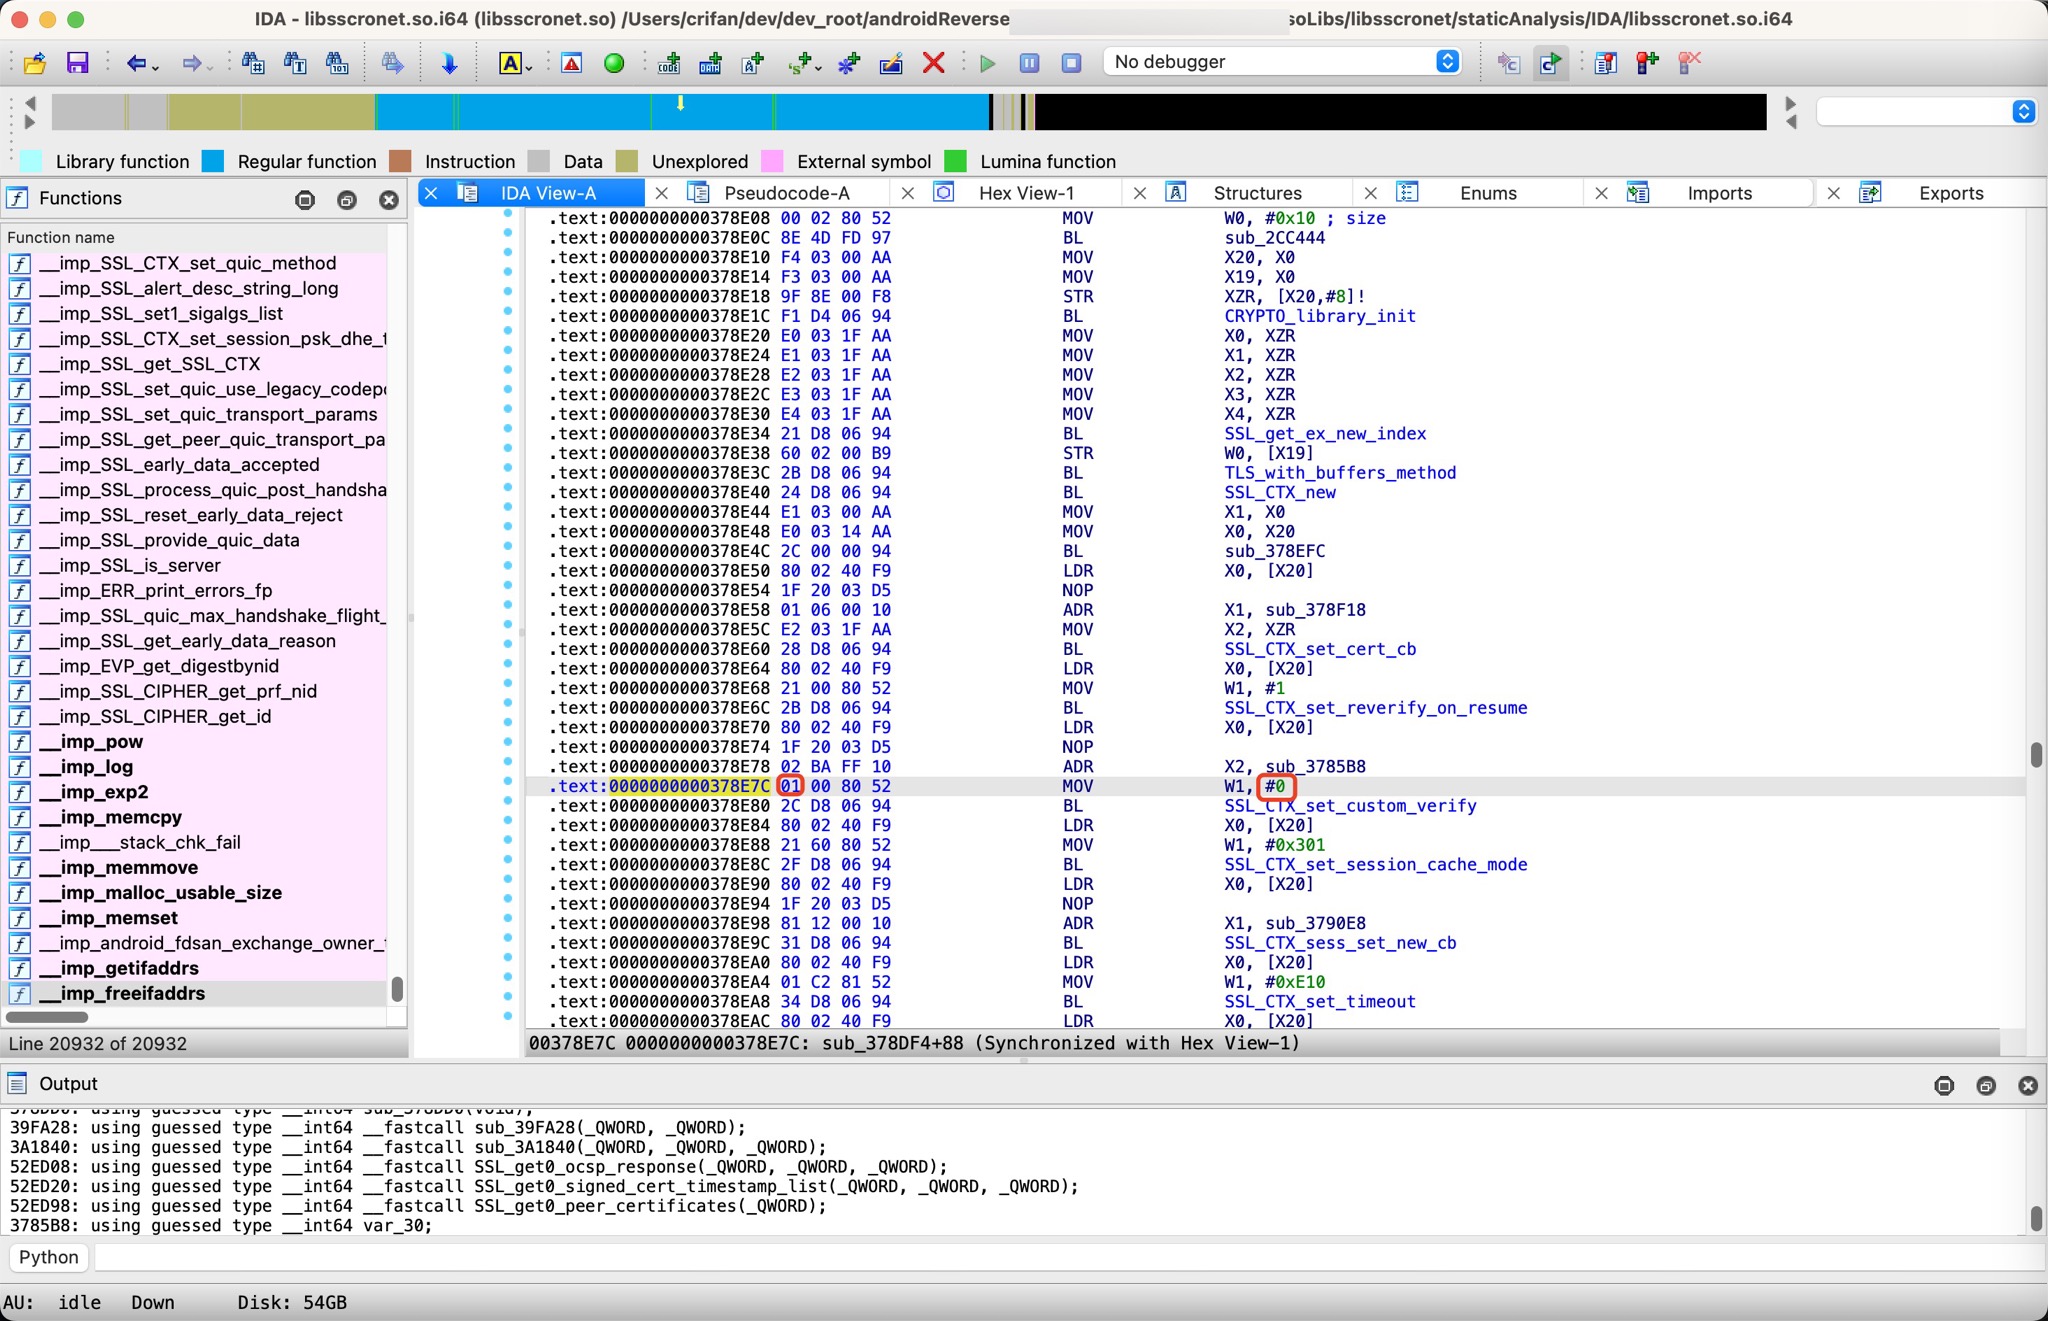 IDA - libsscronet.so.i64 (libsscronet.so) /Users/crifan/dev/dev_root/androidReverse soLibs/libsscronet/staticAnalysis/IDA/libsscronet.so.i64
No debugger
Library function Regular function Instruction Data Unexplored External symbol Lumina function
Functions
Function name
__imp_SSL_CTX_set_quic_method
__imp_SSL_alert_desc_string_long
__imp_SSL_set1_sigalgs_list
__imp_SSL_CTX_set_session_psk_dhe_t
__imp_SSL_get_SSL_CTX
__imp_SSL_set_quic_use_legacy_codepo
__imp_SSL_set_quic_transport_params
__imp_SSL_get_peer_quic_transport_pa
__imp_SSL_early_data_accepted
__imp_SSL_process_quic_post_handsha
__imp_SSL_reset_early_data_reject
__imp_SSL_provide_quic_data
__imp_SSL_is_server
__imp_ERR_print_errors_fp
__imp_SSL_quic_max_handshake_flight_
__imp_SSL_get_early_data_reason
__imp_EVP_get_digestbynid
__imp_SSL_CIPHER_get_prf_nid
__imp_SSL_CIPHER_get_id
__imp_pow
__imp_log
__imp_exp2
__imp_memcpy
__imp___stack_chk_fail
__imp_memmove
__imp_malloc_usable_size
__imp_memset
__imp_android_fdsan_exchange_owner_
__imp_getifaddrs
__imp_freeifaddrs
Line 20932 of 20932
IDA View-A Pseudocode-A Hex View-1 Structures Enums Imports Exports
.text:0000000000378E08 00 02 80 52 MOV W0, #0x10 ; size
.text:0000000000378E0C 8E 4D FD 97 BL sub_2CC444
.text:0000000000378E10 F4 03 00 AA MOV X20, X0
.text:0000000000378E14 F3 03 00 AA MOV X19, X0
.text:0000000000378E18 9F 8E 00 F8 STR XZR, [X20,#8]!
.text:0000000000378E1C F1 D4 06 94 BL CRYPTO_library_init
.text:0000000000378E20 E0 03 1F AA MOV X0, XZR
.text:0000000000378E24 E1 03 1F AA MOV X1, XZR
.text:0000000000378E28 E2 03 1F AA MOV X2, XZR
.text:0000000000378E2C E3 03 1F AA MOV X3, XZR
.text:0000000000378E30 E4 03 1F AA MOV X4, XZR
.text:0000000000378E34 21 D8 06 94 BL SSL_get_ex_new_index
.text:0000000000378E38 60 02 00 B9 STR W0, [X19]
.text:0000000000378E3C 2B D8 06 94 BL TLS_with_buffers_method
.text:0000000000378E40 24 D8 06 94 BL SSL_CTX_new
.text:0000000000378E44 E1 03 00 AA MOV X1, X0
.text:0000000000378E48 E0 03 14 AA MOV X0, X20
.text:0000000000378E4C 2C 00 00 94 BL sub_378EFC
.text:0000000000378E50 80 02 40 F9 LDR X0, [X20]
.text:0000000000378E54 1F 20 03 D5 NOP
.text:0000000000378E58 01 06 00 10 ADR X1, sub_378F18
.text:0000000000378E5C E2 03 1F AA MOV X2, XZR
.text:0000000000378E60 28 D8 06 94 BL SSL_CTX_set_cert_cb
.text:0000000000378E64 80 02 40 F9 LDR X0, [X20]
.text:0000000000378E68 21 00 80 52 MOV W1, #1
.text:0000000000378E6C 2B D8 06 94 BL SSL_CTX_set_reverify_on_resume
.text:0000000000378E70 80 02 40 F9 LDR X0, [X20]
.text:0000000000378E74 1F 20 03 D5 NOP
.text:0000000000378E78 02 BA FF 10 ADR X2, sub_3785B8
.text:0000000000378E7C 01 00 80 52 MOV W1, #0
.text:0000000000378E80 2C D8 06 94 BL SSL_CTX_set_custom_verify
.text:0000000000378E84 80 02 40 F9 LDR X0, [X20]
.text:0000000000378E88 21 60 80 52 MOV W1, #0x301
.text:0000000000378E8C 2F D8 06 94 BL SSL_CTX_set_session_cache_mode
.text:0000000000378E90 80 02 40 F9 LDR X0, [X20]
.text:0000000000378E94 1F 20 03 D5 NOP
.text:0000000000378E98 81 12 00 10 ADR X1, sub_3790E8
.text:0000000000378E9C 31 D8 06 94 BL SSL_CTX_sess_set_new_cb
.text:0000000000378EA0 80 02 40 F9 LDR X0, [X20]
.text:0000000000378EA4 01 C2 81 52 MOV W1, #0xE10
.text:0000000000378EA8 34 D8 06 94 BL SSL_CTX_set_timeout
.text:0000000000378EAC 80 02 40 F9 LDR X0, [X20]
00378E7C 0000000000378E7C: sub_378DF4+88 (Synchronized with Hex View-1)
Output
378DD0: using guessed type __int64 sub_378DD0(void);
39FA28: using guessed type __int64 __fastcall sub_39FA28(_QWORD, _QWORD);
3A1840: using guessed type __int64 __fastcall sub_3A1840(_QWORD, _QWORD, _QWORD);
52ED08: using guessed type __int64 __fastcall SSL_get0_ocsp_response(_QWORD, _QWORD, _QWORD);
52ED20: using guessed type __int64 __fastcall SSL_get0_signed_cert_timestamp_list(_QWORD, _QWORD, _QWORD);
52ED98: using guessed type __int64 __fastcall SSL_get0_peer_certificates(_QWORD);
3785B8: using guessed type __int64 var_30;
Python
AU: idle Down Disk: 54GB